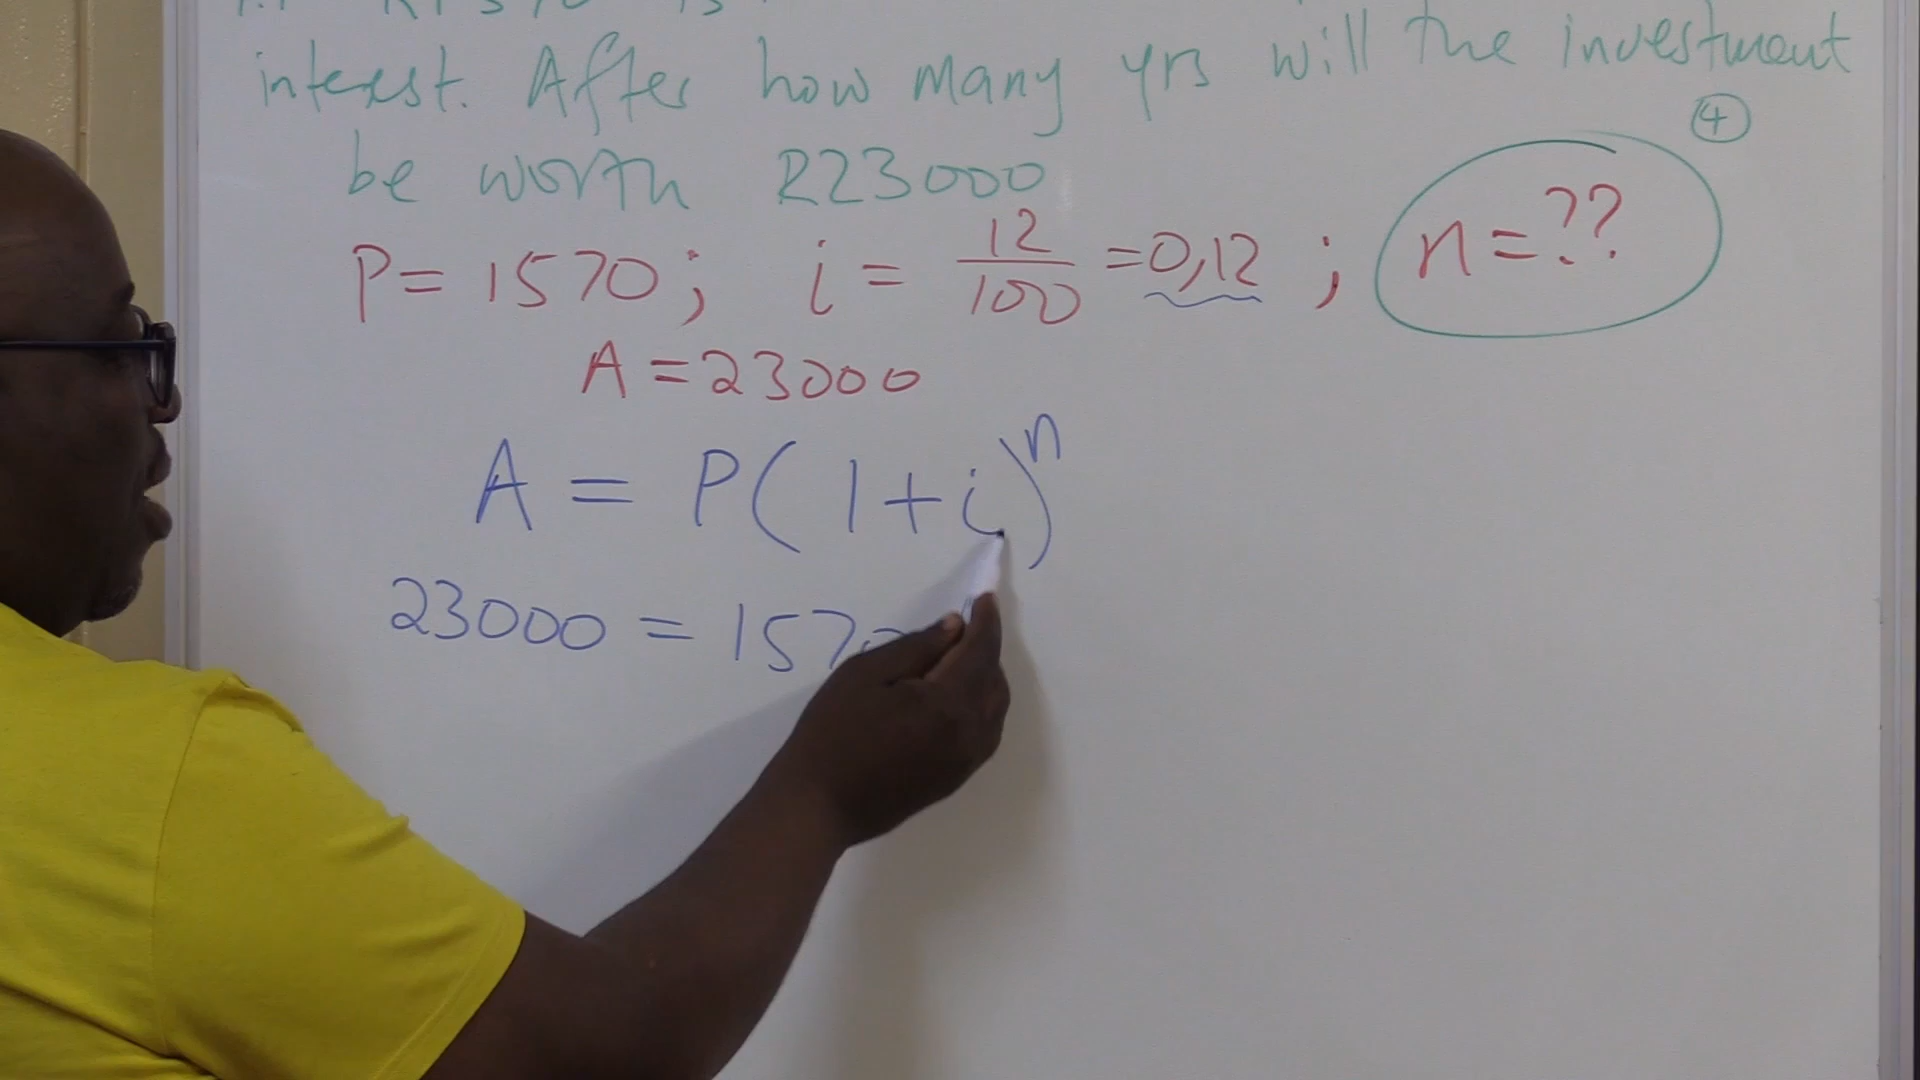 interest. After how many yrs will the investment
④
be worth R23000
P = 1570 ; i = 12/100 = 0,12 ; n = ??
A = 23000
A = P(1+i)ⁿ
23000 = 1570